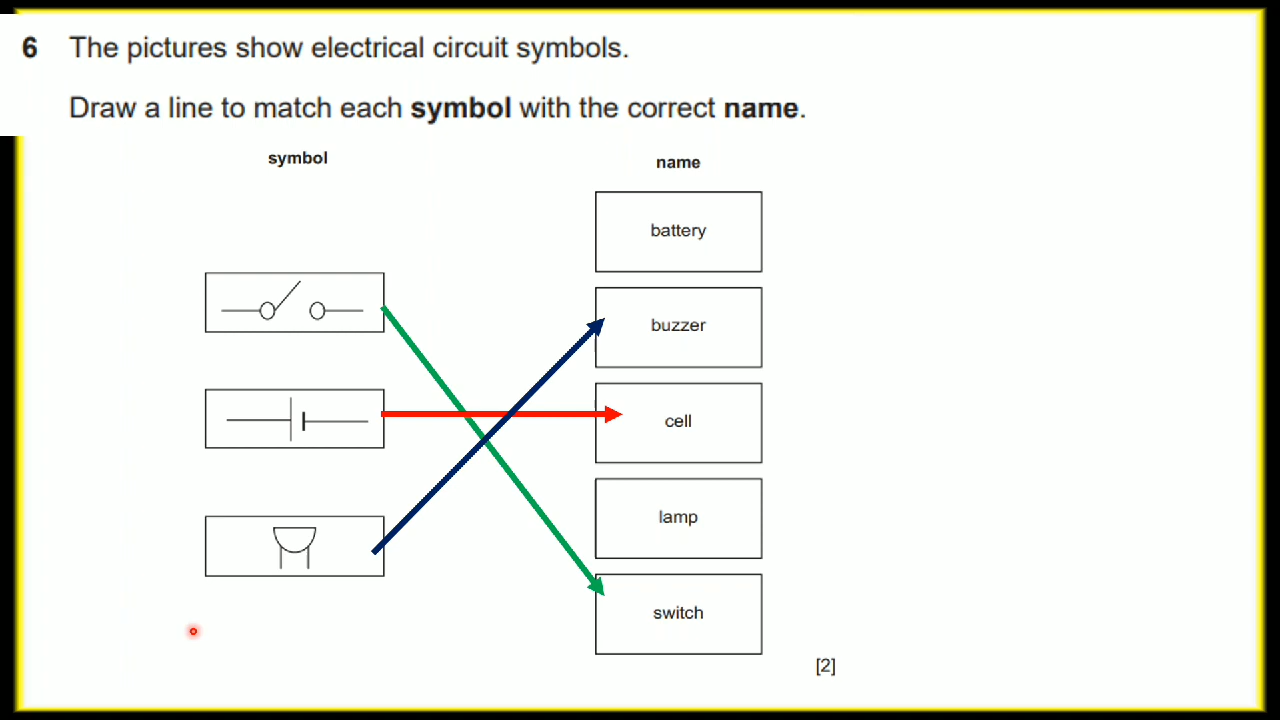 6 The pictures show electrical circuit symbols.
Draw a line to match each symbol with the correct name.
symbol
name
battery
buzzer
cell
lamp
switch
[2]